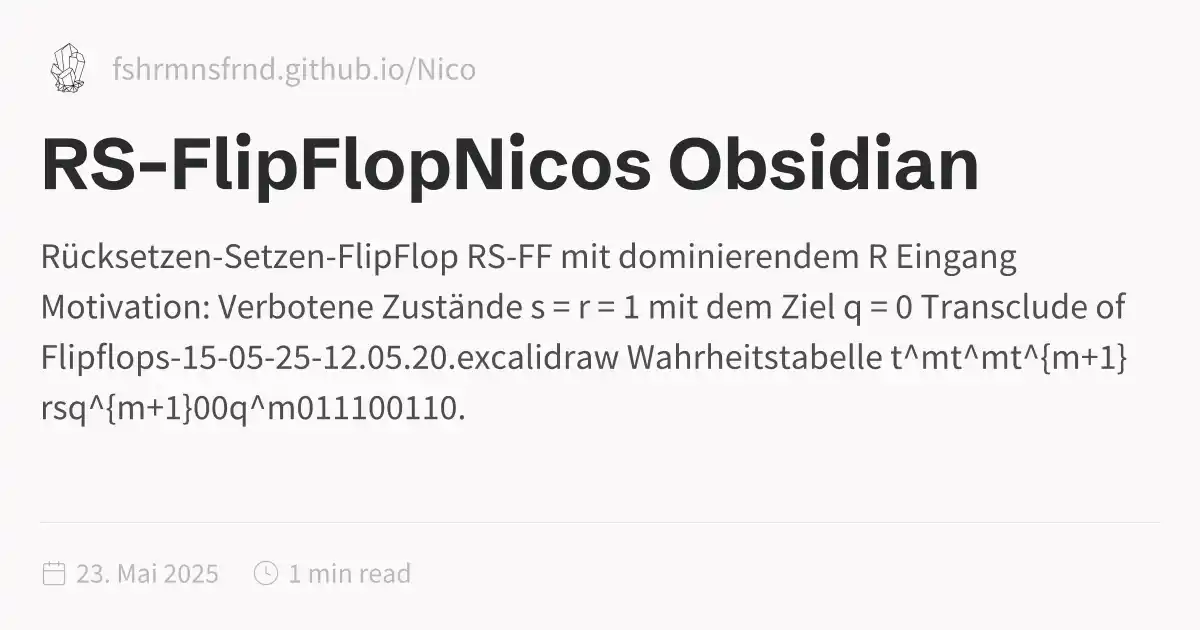 fshrmnsfrnd.github.io/Nico
RS-FlipFlopNicos Obsidian
Rücksetzen-Setzen-FlipFlop RS-FF mit dominierendem R Eingang
Motivation: Verbotene Zustände s = r = 1 mit dem Ziel q = 0 Transclude of
Flipflops-15-05-25-12.05.20.excalidraw Wahrheitstabelle t^mt^mt^{m+1}
rsq^{m+1}00q^m011100110.
23. Mai 2025 1 min read